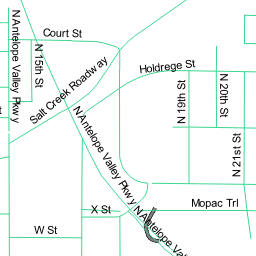 N Antelope Valley Pkwy
N 15th St
Court St
Salt Creek Roadway
Holdrege St
N 19th St
N 20th St
N 21st St
N Antelope Valley Pkwy
N Antelope Val
Mopac Trl
X St
W St